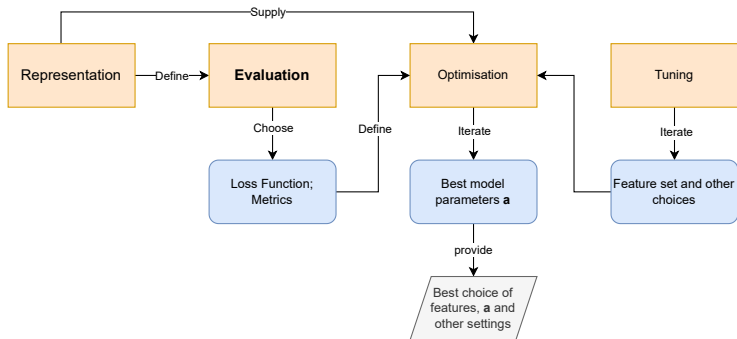 Supply
Representation
Define
Evaluation
Optimisation
Tuning
Choose
Define
Iterate
Iterate
Loss Function;
Metrics
Best model
parameters a
Feature set and other
choices
provide
Best choice of
features, a and
other settings